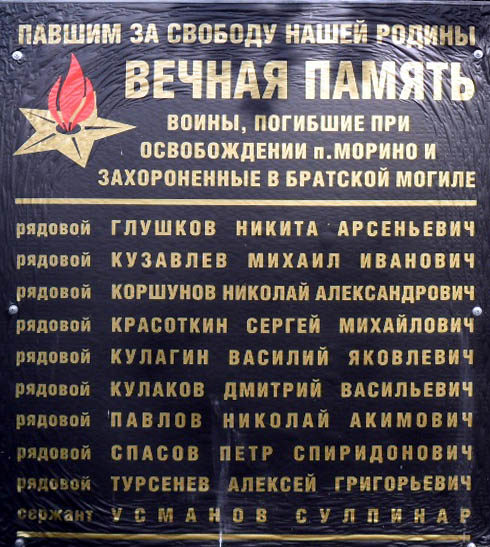 ПАВШИМ ЗА СВОБОДУ НАШЕЙ РОДИНЫ
ВЕЧНАЯ ПАМЯТЬ
ВОИНЫ, ПОГИБШИЕ ПРИ
ОСВОБОЖДЕНИИ п.МОРИНО И
ЗАХОРОНЕННЫЕ В БРАТСКОЙ МОГИЛЕ
рядовой ГЛУШКОВ НИКИТА АРСЕНЬЕВИЧ
рядовой КУЗАВЛЕВ МИХАИЛ ИВАНОВИЧ
рядовой КОРШУНОВ НИКОЛАЙ АЛЕКСАНДРОВИЧ
рядовой КРАСОТКИН СЕРГЕЙ МИХАЙЛОВИЧ
рядовой КУЛАГИН ВАСИЛИЙ ЯКОВЛЕВИЧ
рядовой КУЛАКОВ ДМИТРИЙ ВАСИЛЬЕВИЧ
рядовой ПАВЛОВ НИКОЛАЙ АКИМОВИЧ
рядовой СПАСОВ ПЕТР СПИРИДОНОВИЧ
рядовой ТУРСЕНЕВ АЛЕКСЕЙ ГРИГОРЬЕВИЧ
сержант УСМАНОВ СУЛПИНАР